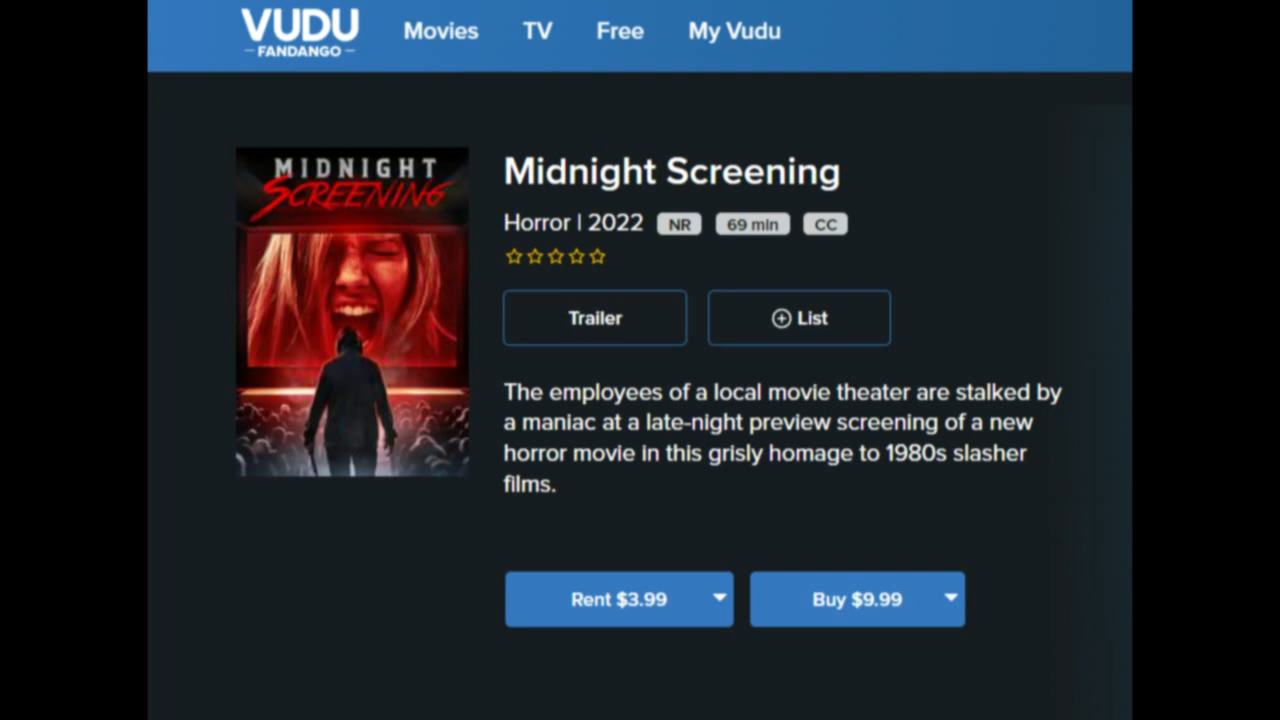 VUDU
FANDANGO
Movies
TV
Free
My Vudu
MIDNIGHT
SCREENING
Midnight Screening
Horror | 2022 NR 69 min CC
Trailer
List
The employees of a local movie theater are stalked by
a maniac at a late-night preview screening of a new
horror movie in this grisly homage to 1980s slasher
films.
Rent $3.99
Buy $9.99